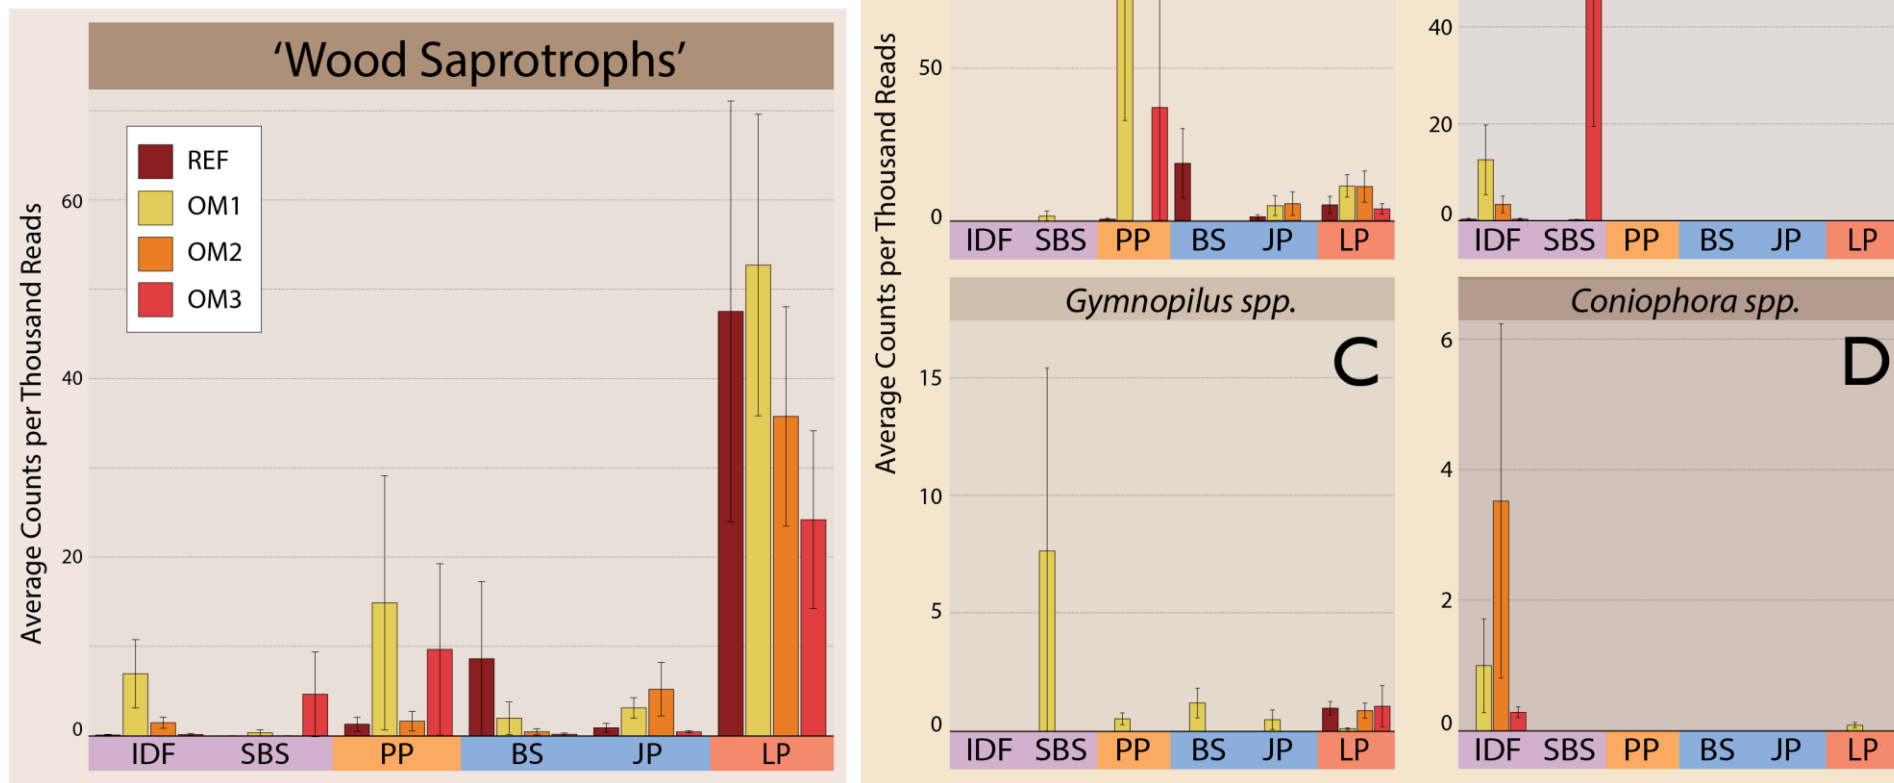 ‘Wood Saprotrophs’
Average Counts per Thousand Reads
60
40
20
0
REF
OM1
OM2
OM3
IDF SBS PP BS JP LP
Average Counts per Thousand Reads
50
0
IDF SBS PP BS JP LP
40
20
0
IDF SBS PP BS JP LP
Gymnopilus spp.
C
15
10
5
0
IDF SBS PP BS JP LP
Coniophora spp.
D
6
4
2
0
IDF SBS PP BS JP LP